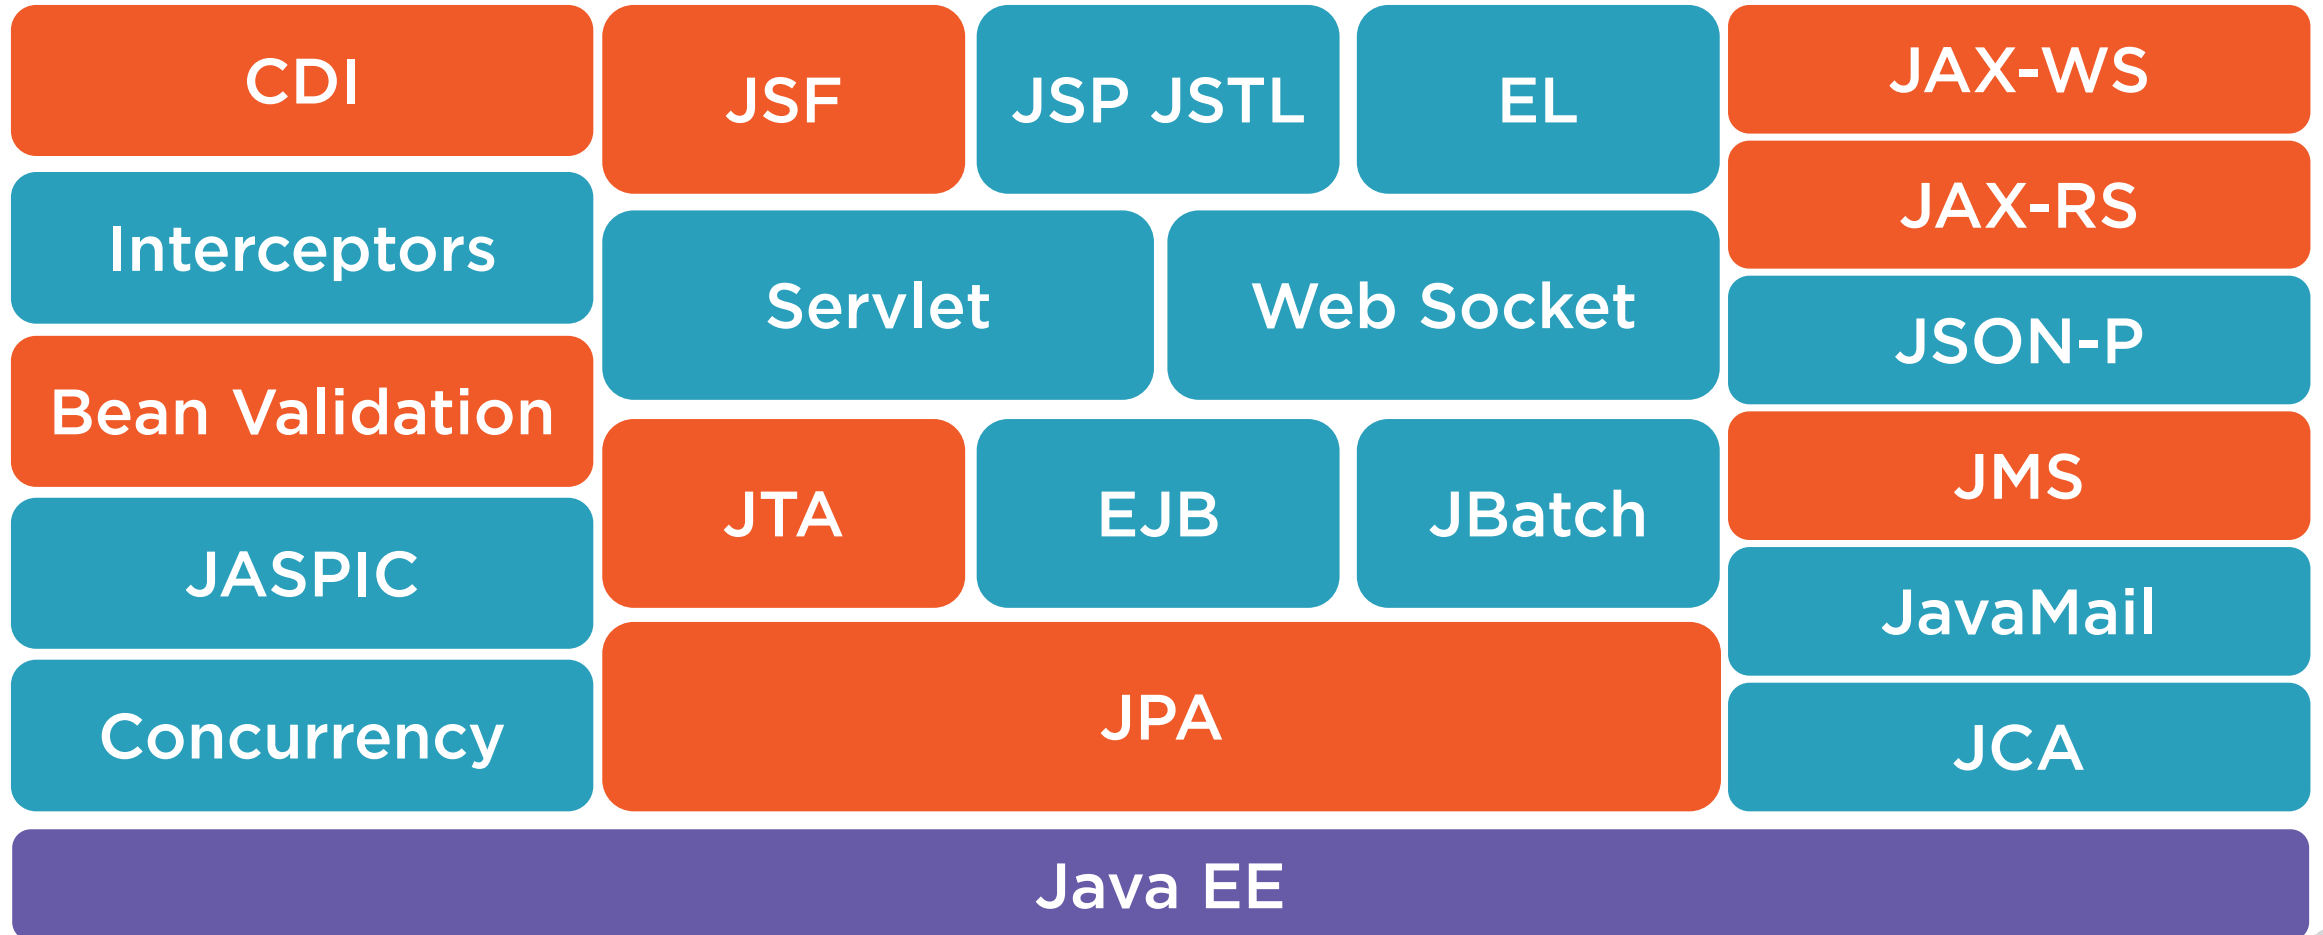 CDI
Interceptors
Bean Validation
JASPIC
Concurrency
JSF
JSP JSTL
EL
Servlet
Web Socket
JTA
EJB
JBatch
JPA
JAX-WS
JAX-RS
JSON-P
JMS
JavaMail
JCA
Java EE